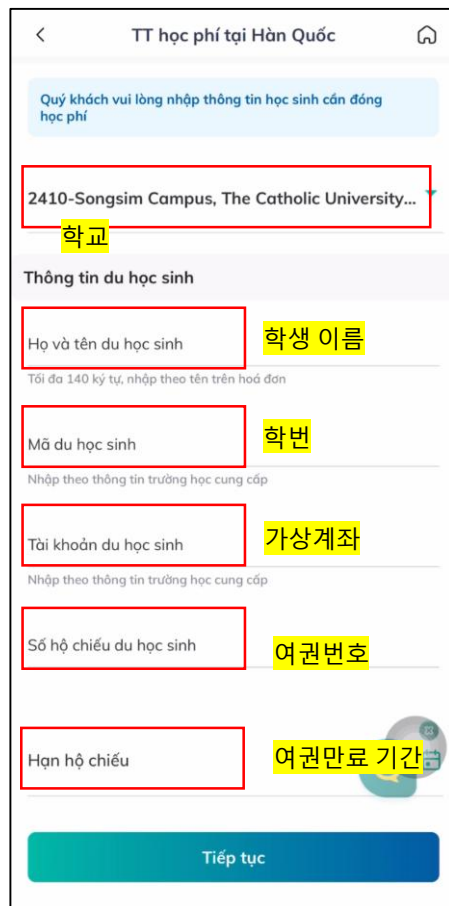 TT học phí tại Hàn Quốc
Quý khách vui lòng nhập thông tin học sinh cần đóng
học phí
2410-Songsim Campus, The Catholic University...
학교
Thông tin du học sinh
Họ và tên du học sinh
학생 이름
Tối đa 140 ký tự, nhập theo tên trên hoá đơn
Mã du học sinh
학번
Nhập theo thông tin trường học cung cấp
Tài khoản du học sinh
가상계좌
Nhập theo thông tin trường học cung cấp
Số hộ chiếu du học sinh
여권번호
Hạn hộ chiếu
여권만료 기간
Tiếp tục